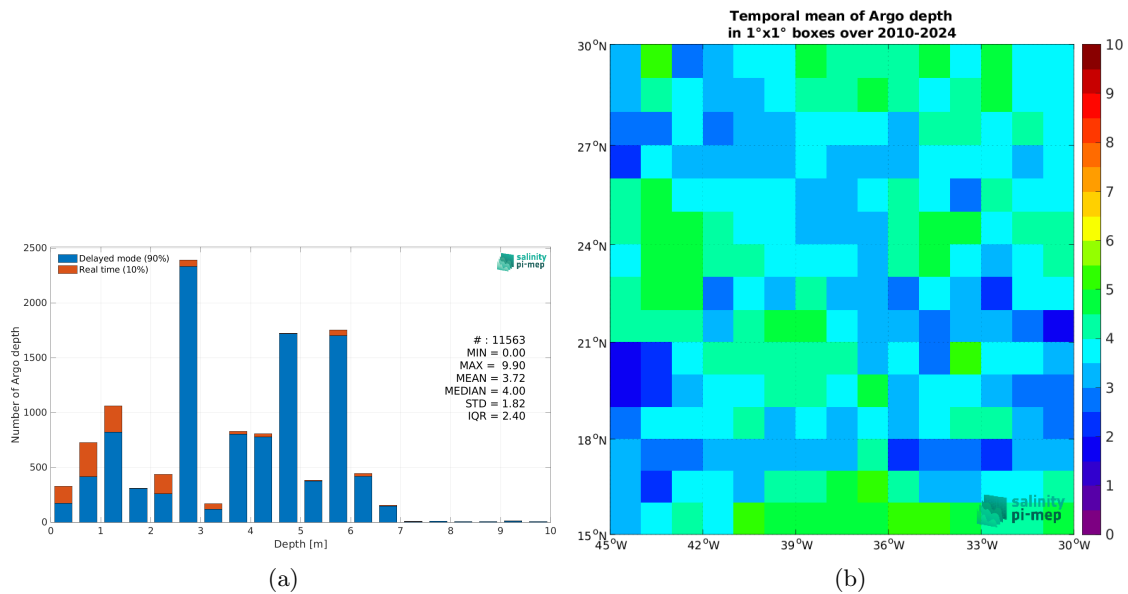 Delayed mode (90%)
Real time (10%)
salinity
pi-mep
# : 11563
MIN = 0.00
MAX = 9.90
MEAN = 3.72
MEDIAN = 4.00
STD = 1.82
IQR = 2.40
Number of Argo depth
2500
2000
1500
1000
500
0
0 1 2 3 4 5 6 7 8 9 10
Depth [m]
(a)
Temporal mean of Argo depth
in 1°x1° boxes over 2010-2024
30°N
27°N
24°N
21°N
18°N
15°N
45°W 42°W 39°W 36°W 33°W 30°W
salinity
pi-mep
10
9
8
7
6
5
4
3
2
1
0
(b)